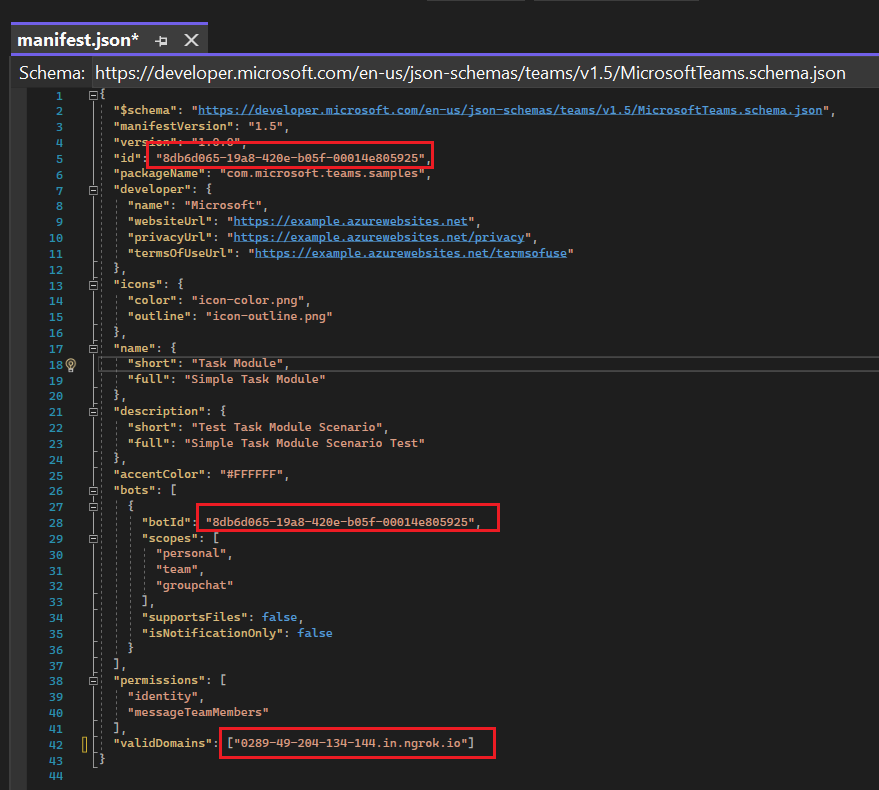 manifest.json*
Schema: https://developer.microsoft.com/en-us/json-schemas/teams/v1.5/MicrosoftTeams.schema.json
1 {
2 "$schema": "https://developer.microsoft.com/en-us/json-schemas/teams/v1.5/MicrosoftTeams.schema.json",
3 "manifestVersion": "1.5",
4 "version": "1.0.0",
5 "id": "8db6d065-19a8-420e-b05f-00014e805925",
6 "packageName": "com.microsoft.teams.samples",
7 "developer": {
8 "name": "Microsoft",
9 "websiteUrl": "https://example.azurewebsites.net",
10 "privacyUrl": "https://example.azurewebsites.net/privacy",
11 "termsOfUseUrl": "https://example.azurewebsites.net/termsofuse"
12 },
13 "icons": {
14 "color": "icon-color.png",
15 "outline": "icon-outline.png"
16 },
17 "name": {
18 "short": "Task Module",
19 "full": "Simple Task Module"
20 },
21 "description": {
22 "short": "Test Task Module Scenario",
23 "full": "Simple Task Module Scenario Test"
24 },
25 "accentColor": "#FFFFFF",
26 "bots": [
27 {
28 "botId": "8db6d065-19a8-420e-b05f-00014e805925",
29 "scopes": [
30 "personal",
31 "team",
32 "groupchat"
33 ],
34 "supportsFiles": false,
35 "isNotificationOnly": false
36 }
37 ],
38 "permissions": [
39 "identity",
40 "messageTeamMembers"
41 ],
42 "validDomains": ["0289-49-204-134-144.in.ngrok.io"]
43 }
44